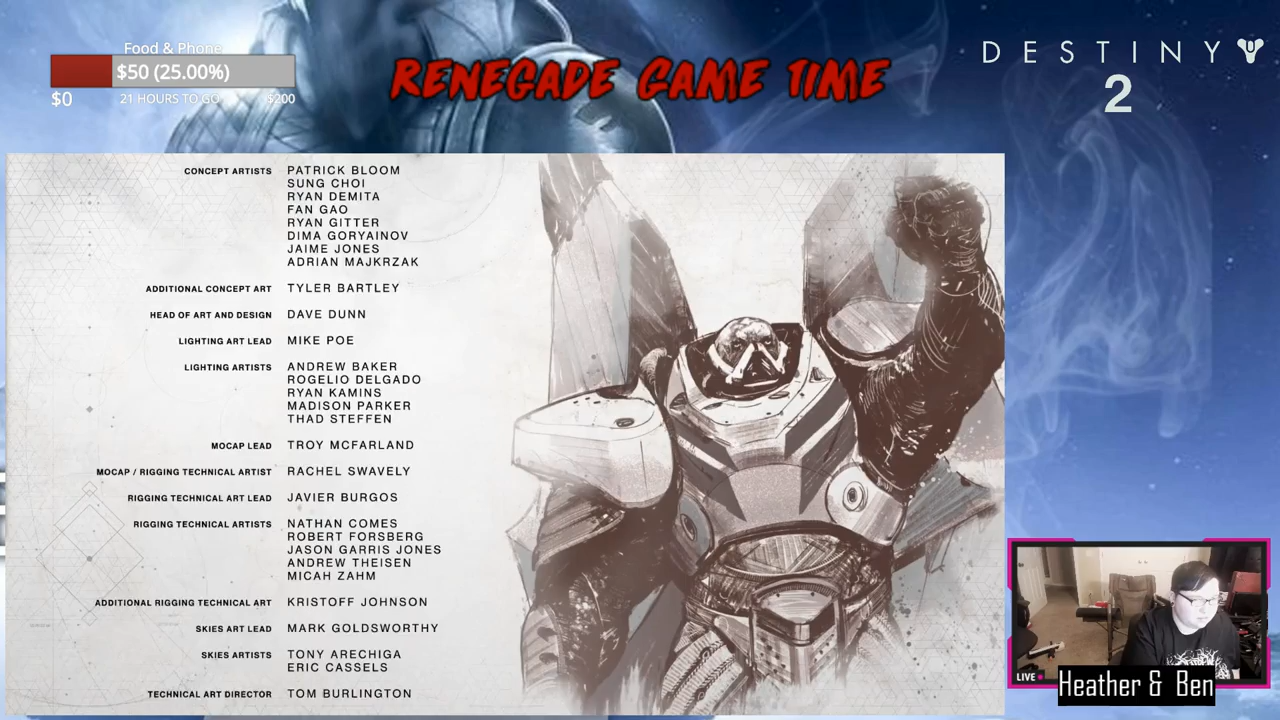 Food & Phone
$50 (25.00%)
$0
21 HOURS TO GO
$200
RENEGADE GAME TIME
DESTINY
2
CONCEPT ARTISTS PATRICK BLOOM
SUNG CHOI
RYAN DEMITA
FAN GAO
RYAN GITTER
DIMA GORYAINOV
JAIME JONES
ADRIAN MAJKRZAK
ADDITIONAL CONCEPT ART TYLER BARTLEY
HEAD OF ART AND DESIGN DAVE DUNN
LIGHTING ART LEAD MIKE POE
LIGHTING ARTISTS ANDREW BAKER
ROGELIO DELGADO
RYAN KAMINS
MADISON PARKER
THAD STEFFEN
MOCAP LEAD TROY MCFARLAND
MOCAP / RIGGING TECHNICAL ARTIST RACHEL SWAVELY
RIGGING TECHNICAL ART LEAD JAVIER BURGOS
RIGGING TECHNICAL ARTISTS NATHAN COMES
ROBERT FORSBERG
JASON GARRIS JONES
ANDREW THEISEN
MICAH ZAHM
ADDITIONAL RIGGING TECHNICAL ART KRISTOFF JOHNSON
SKIES ART LEAD MARK GOLDSWORTHY
SKIES ARTISTS TONY ARECHIGA
ERIC CASSELS
TECHNICAL ART DIRECTOR TOM BURLINGTON
LIVE
Heather & Ben